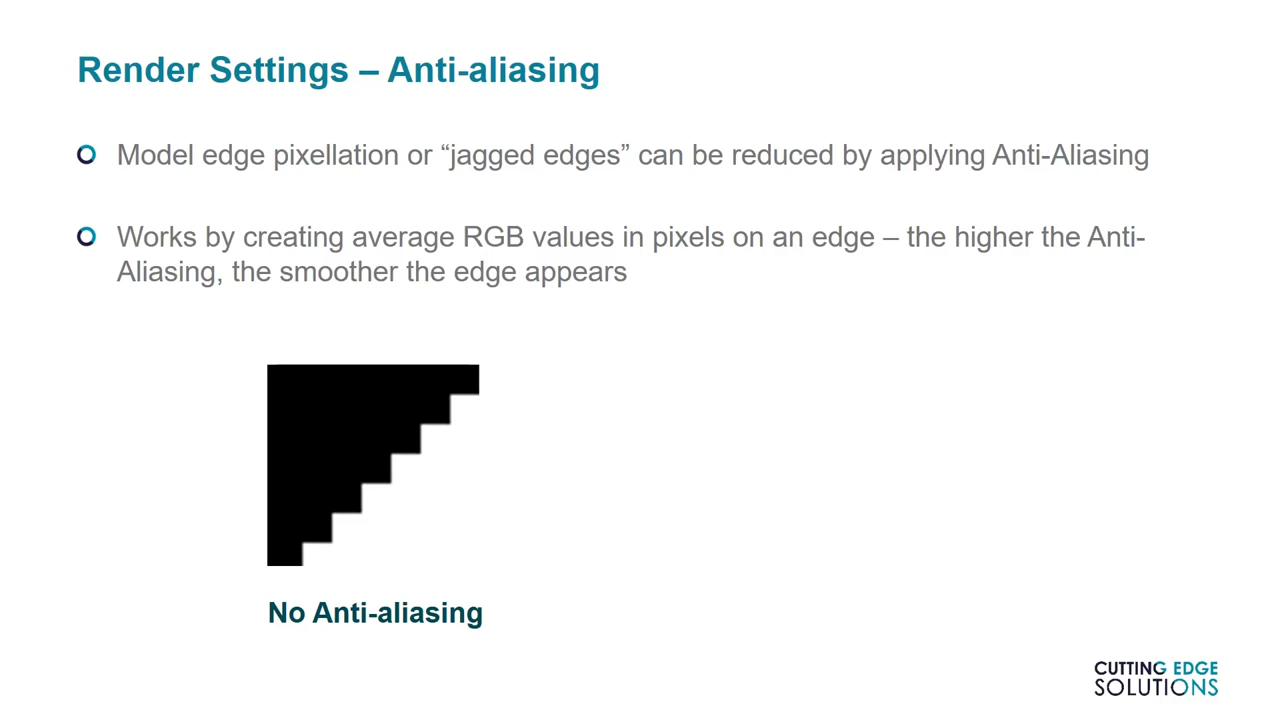 Render Settings – Anti-aliasing
Model edge pixellation or “jagged edges” can be reduced by applying Anti-Aliasing
Works by creating average RGB values in pixels on an edge – the higher the Anti-
Aliasing, the smoother the edge appears
No Anti-aliasing
CUTTING EDGE
SOLUTIONS